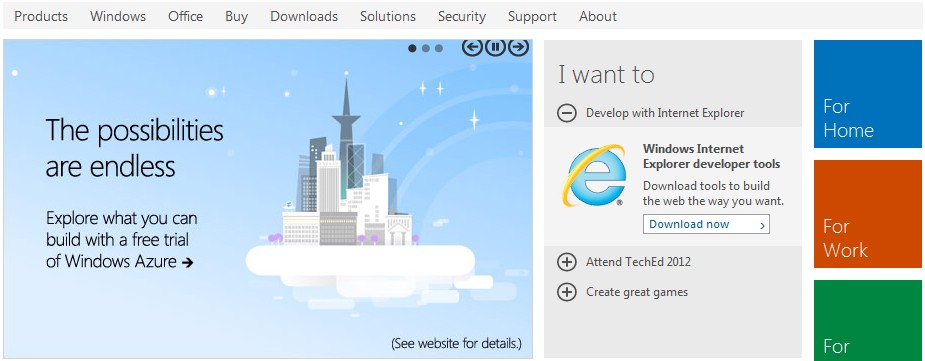 Products Windows Office Buy Downloads Solutions Security Support About
The possibilities
are endless
Explore what you can
build with a free trial
of Windows Azure →
(See website for details.)
I want to
Develop with Internet Explorer
Windows Internet
Explorer developer tools
Download tools to build
the web the way you want.
Download now ›
Attend TechEd 2012
Create great games
For
Home
For
Work
For